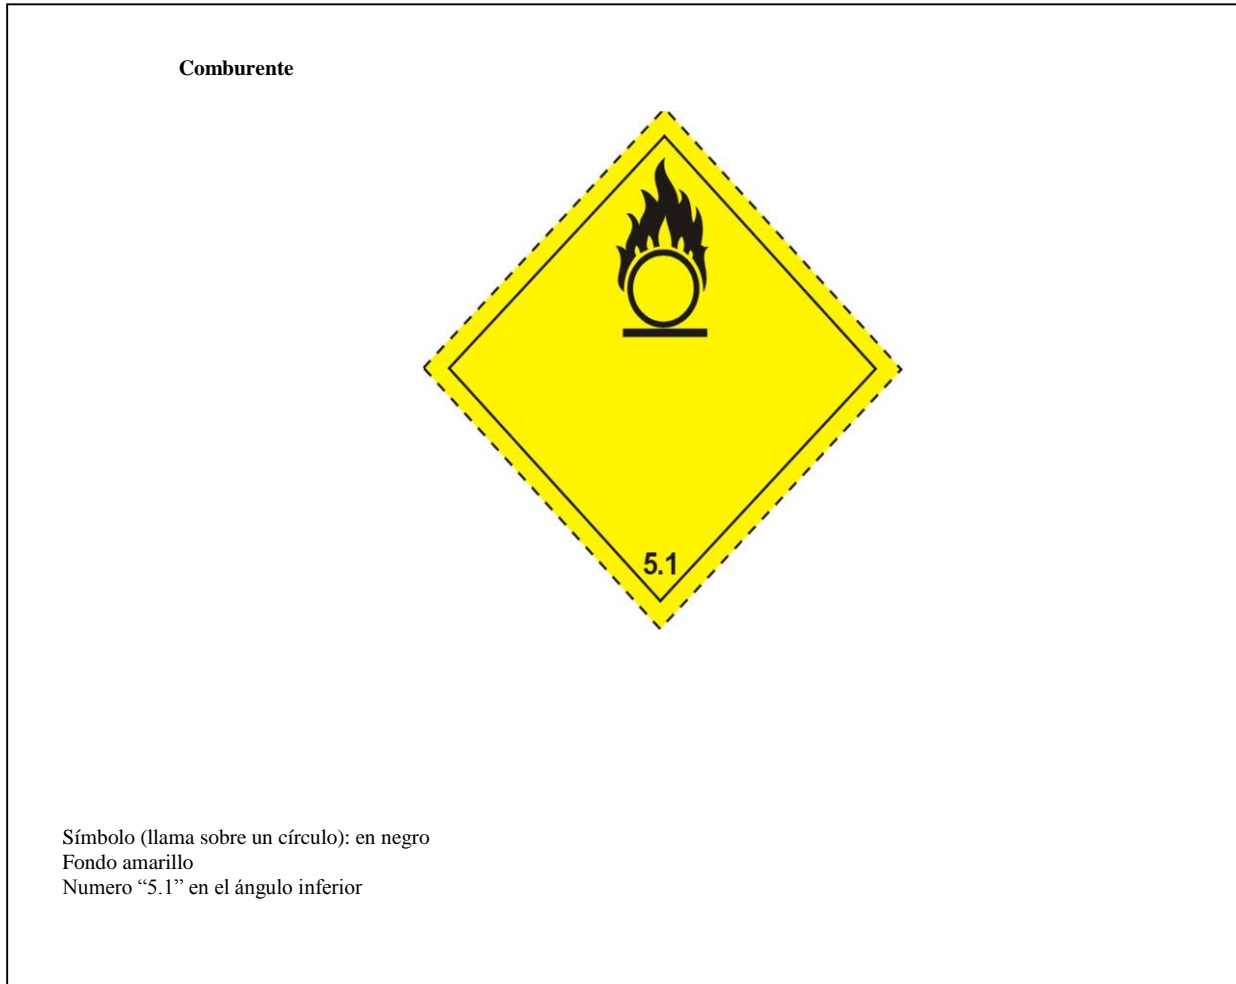 Comburente
5.1
Símbolo (llama sobre un círculo): en negro
Fondo amarillo
Numero “5.1” en el ángulo inferior